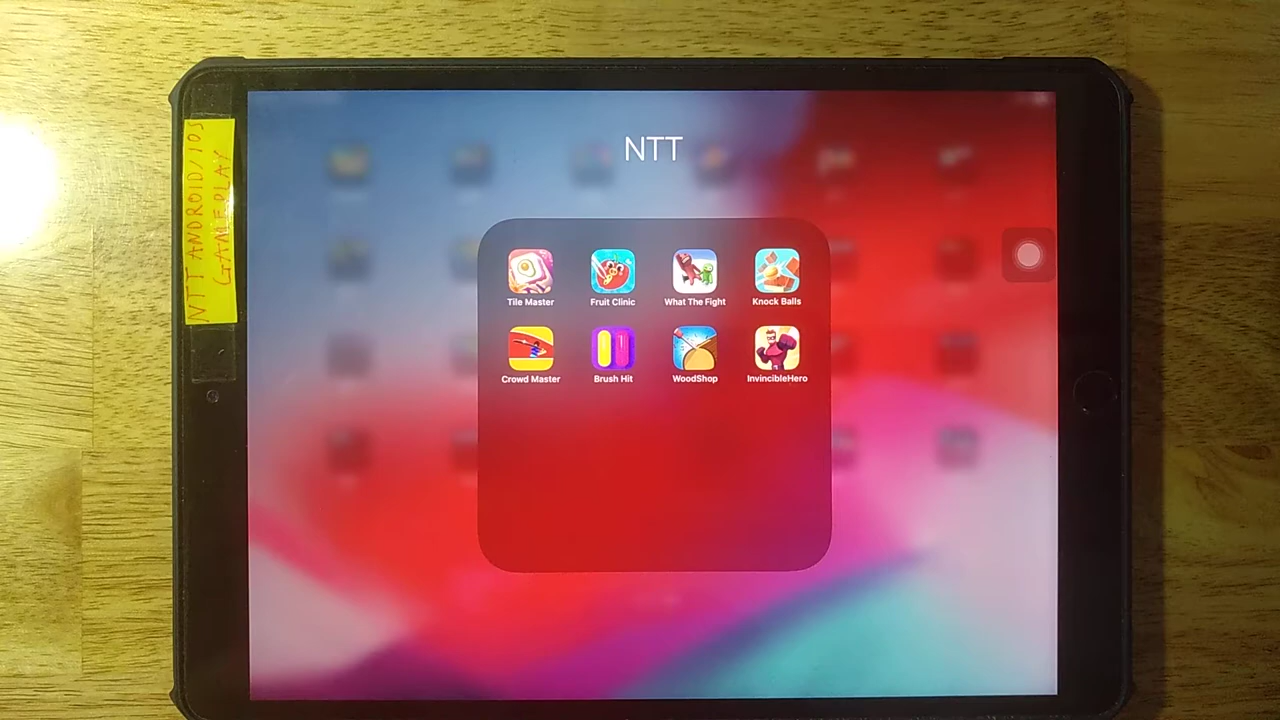 NTT ANDROID/IOS
GAMEPLAY
NTT
Tile Master
Fruit Clinic
What The Fight
Knock Balls
Crowd Master
Brush Hit
WoodShop
InvincibleHero